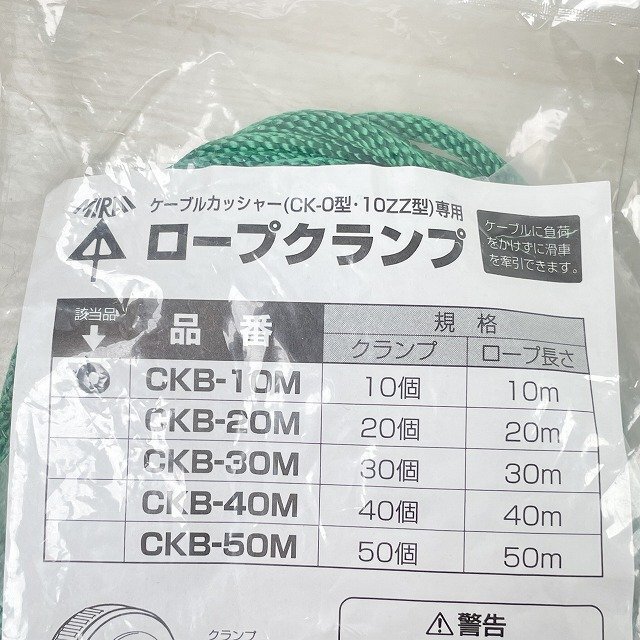 MIRAI
ケーブルカッシャー(CK-0型・10ZZ型)専用
ロープクランプ
ケーブルに負荷
をかけずに滑車
を牽引できます。
該当品 品番 規格
クランプ ロープ長さ
CKB-10M 10個 10m
CKB-20M 20個 20m
CKB-30M 30個 30m
CKB-40M 40個 40m
CKB-50M 50個 50m
クランプ
警告